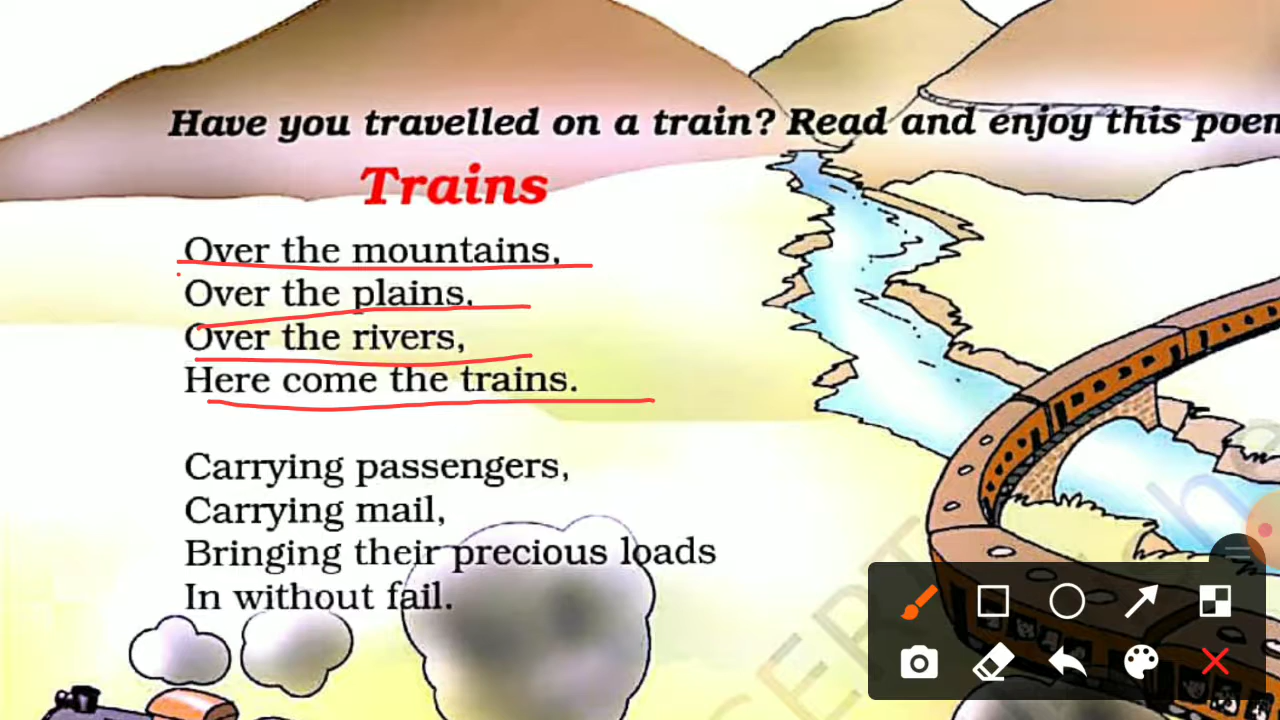 Have you travelled on a train? Read and enjoy this poem
Trains
Over the mountains,
Over the plains,
Over the rivers,
Here come the trains.
Carrying passengers,
Carrying mail,
Bringing their precious loads
In without fail.